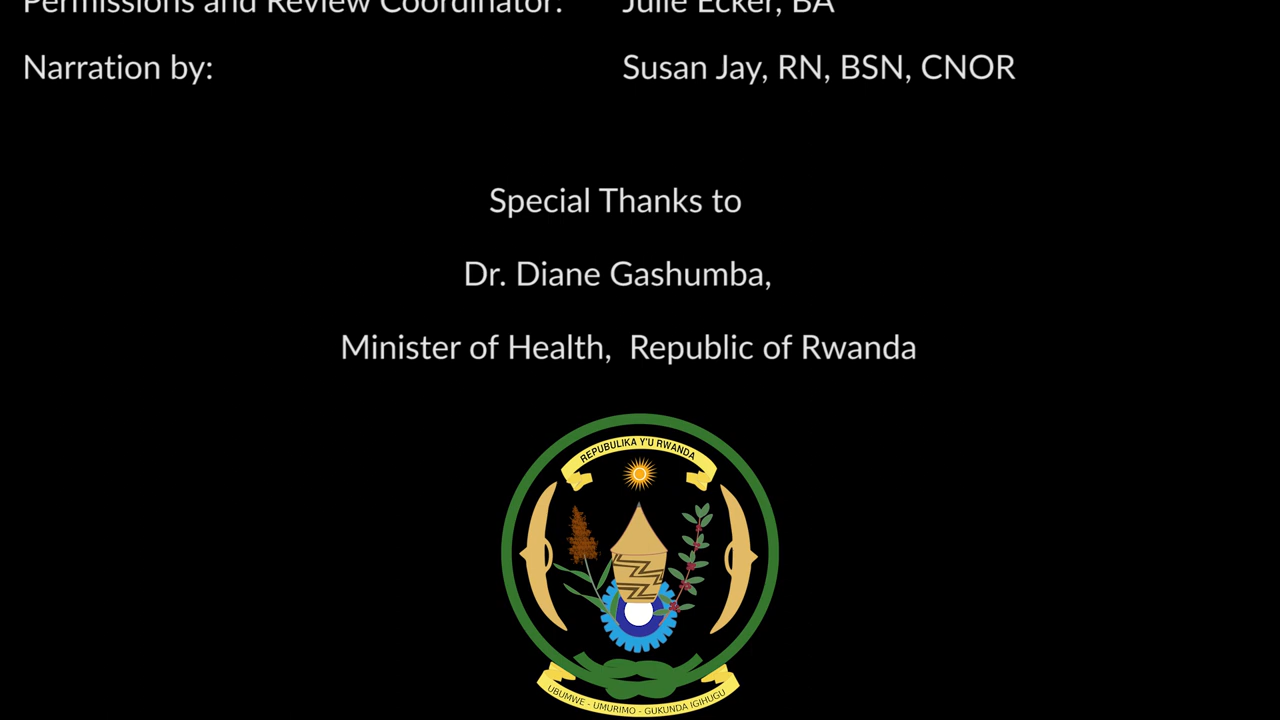 Permissions and Review Coordinator: Julie Ecker, BA
Narration by: Susan Jay, RN, BSN, CNOR
Special Thanks to
Dr. Diane Gashumba,
Minister of Health, Republic of Rwanda
REPUBULIKA Y'U RWANDA
UBUMWE - UMURIMO - GUKUNDA IGIHUGU